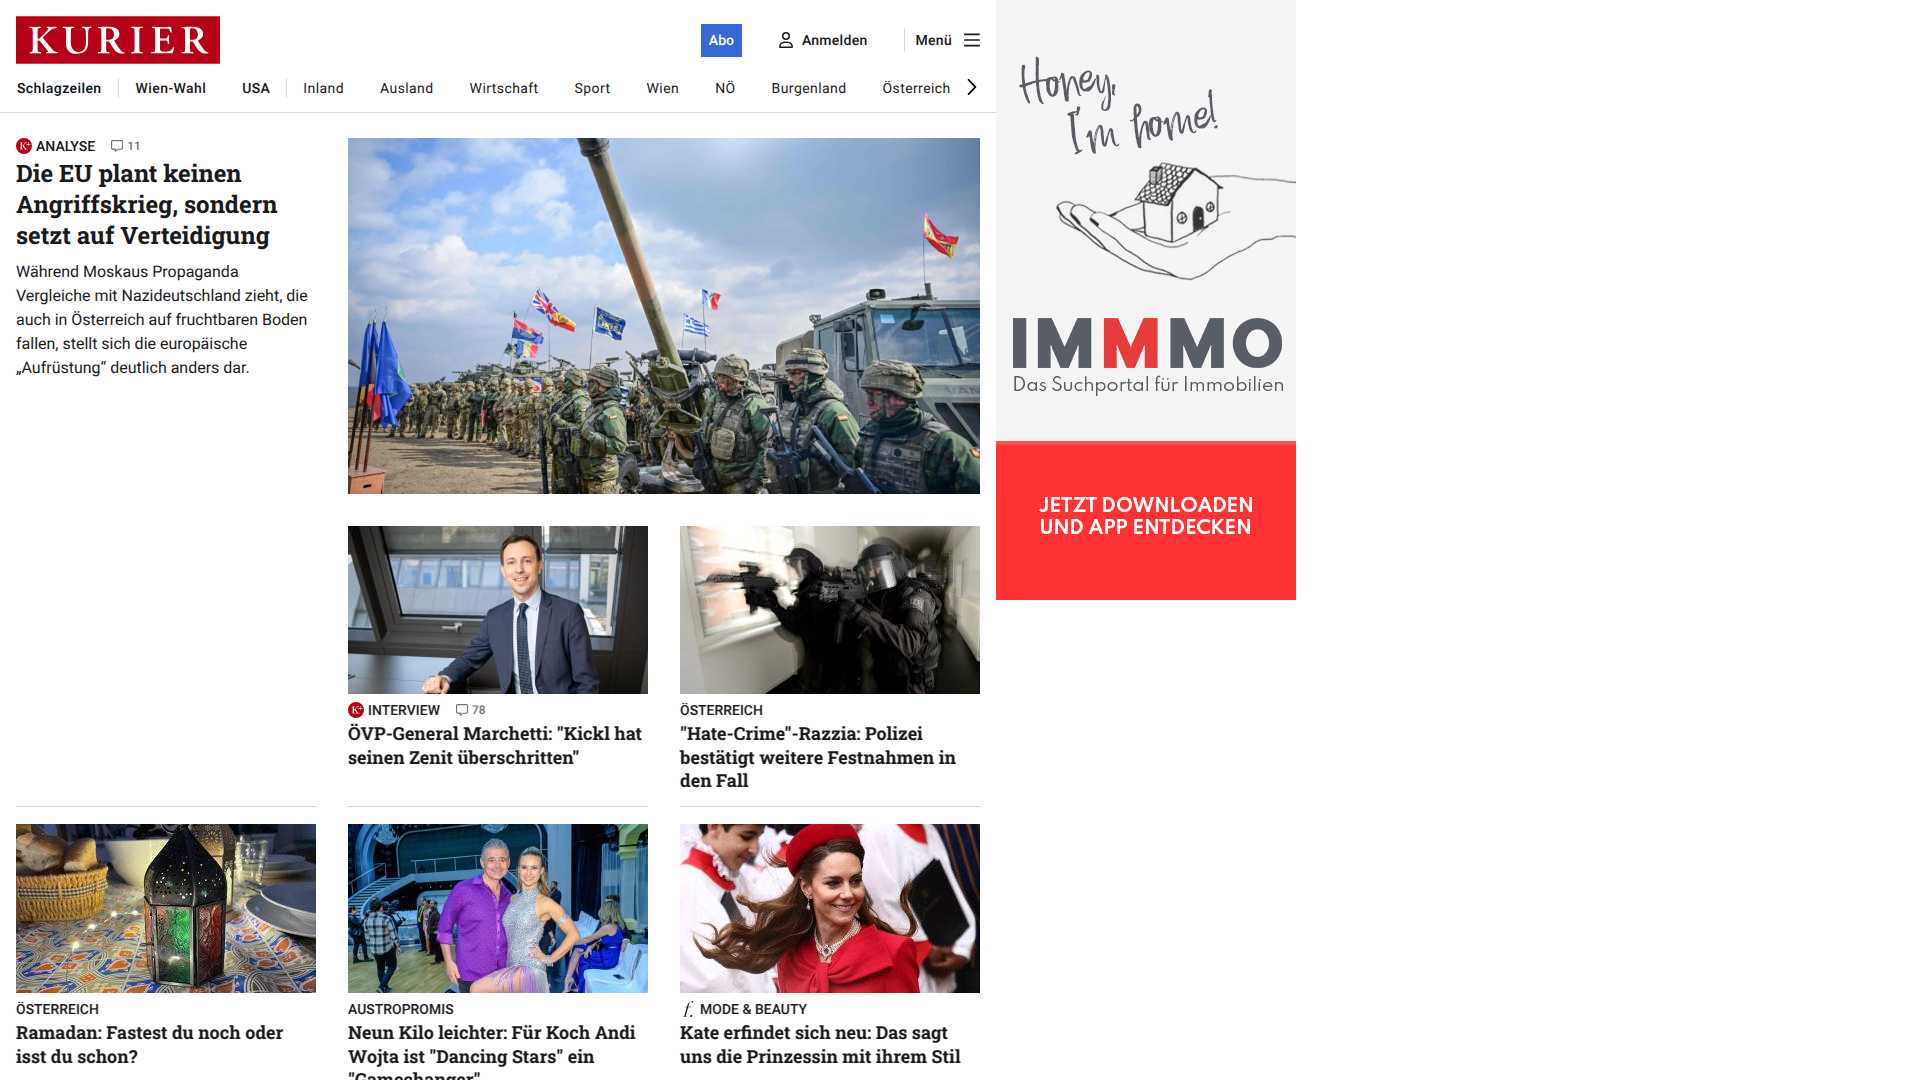 KURIER
Abo
Anmelden
Menü
Schlagzeilen
Wien-Wahl
USA
Inland
Ausland
Wirtschaft
Sport
Wien
NÖ
Burgenland
Österreich
ANALYSE
11
Die EU plant keinen
Angriffskrieg, sondern
setzt auf Verteidigung
Während Moskaus Propaganda
Vergleiche mit Nazideutschland zieht, die
auch in Österreich auf fruchtbaren Boden
fallen, stellt sich die europäische
„Aufrüstung“ deutlich anders dar.
INTERVIEW
78
ÖVP-General Marchetti: "Kickl hat
seinen Zenit überschritten"
ÖSTERREICH
"Hate-Crime"-Razzia: Polizei
bestätigt weitere Festnahmen in
den Fall
ÖSTERREICH
Ramadan: Fastest du noch oder
isst du schon?
AUSTROPROMIS
Neun Kilo leichter: Für Koch Andi
Wojta ist "Dancing Stars" ein
"Gamechanger"
f. MODE & BEAUTY
Kate erfindet sich neu: Das sagt
uns die Prinzessin mit ihrem Stil
Honey,
I'm home!
IMMMO
Das Suchportal für Immobilien
JETZT DOWNLOADEN
UND APP ENTDECKEN